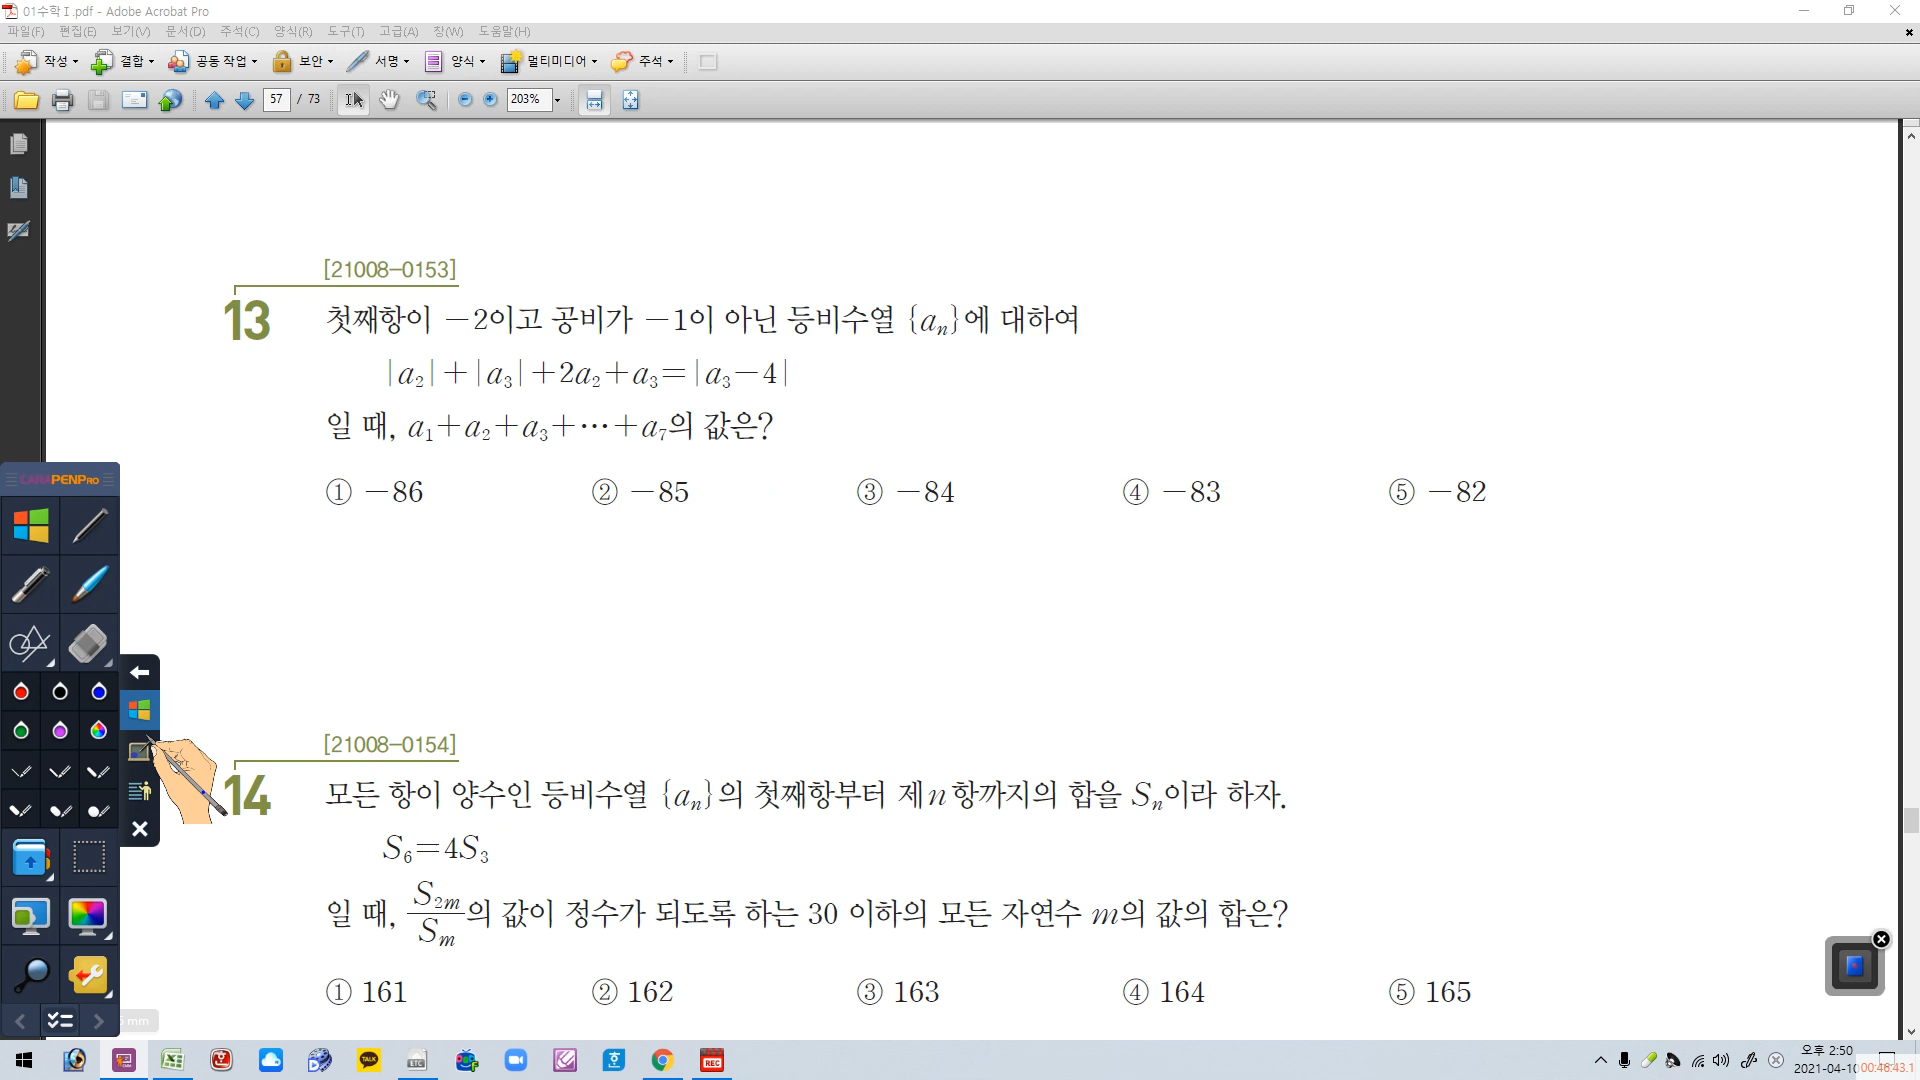 01수학Ⅰ.pdf - Adobe Acrobat Pro
파일(F) 편집(E) 보기(V) 문서(D) 주석(C) 양식(R) 도구(T) 고급(A) 창(W) 도움말(H)
작성 결합 공동 작업 보안 서명 양식 멀티미디어 주석
57 / 73 203%
[21008-0153]
13 첫째항이 -2이고 공비가 -1이 아닌 등비수열 {aₙ}에 대하여
|a₂|+|a₃|+2a₂+a₃=|a₃-4|
일 때, a₁+a₂+a₃+⋯+a₇의 값은?
① -86 ② -85 ③ -84 ④ -83 ⑤ -82
CARAPENPRO
[21008-0154]
14 모든 항이 양수인 등비수열 {aₙ}의 첫째항부터 제n항까지의 합을 Sₙ이라 하자.
S₆=4S₃
일 때, S₂ₘ/Sₘ의 값이 정수가 되도록 하는 30 이하의 모든 자연수 m의 값의 합은?
① 161 ② 162 ③ 163 ④ 164 ⑤ 165
mm
TALK
ETC
REC
오후 2:50
2021-04-10
00:46:43.1